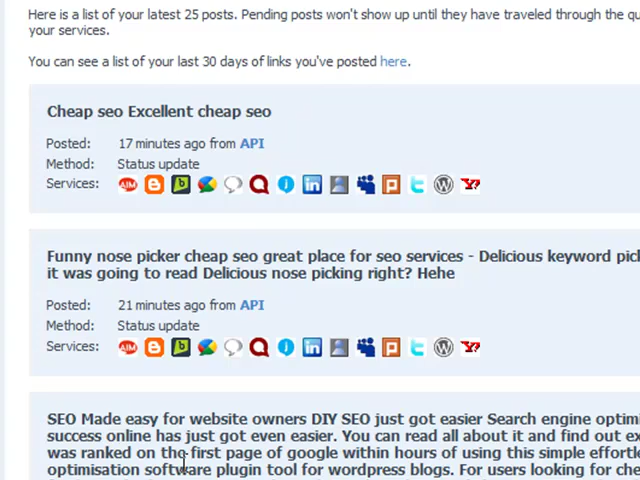 Here is a list of your latest 25 posts. Pending posts won't show up until they have traveled through the
your services.
You can see a list of your last 30 days of links you've posted here.
Cheap seo Excellent cheap seo
Posted: 17 minutes ago from API
Method: Status update
Services: AIM
Funny nose picker cheap seo great place for seo services - Delicious keyword
it was going to read Delicious nose picking right? Hehe
Posted: 21 minutes ago from API
Method: Status update
Services: AIM
SEO Made easy for website owners DIY SEO just got easier Search engine
success online has just got even easier. You can read all about it and find out
was ranked on the first page of google within hours of using this simple
optimisation software plugin tool for wordpress blogs. For users looking for